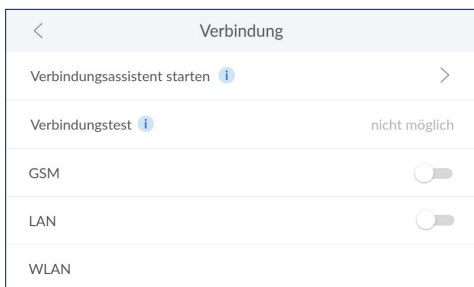 Verbindung
Verbindungsassistent starten i
Verbindungstest i nicht möglich
GSM
LAN
WLAN